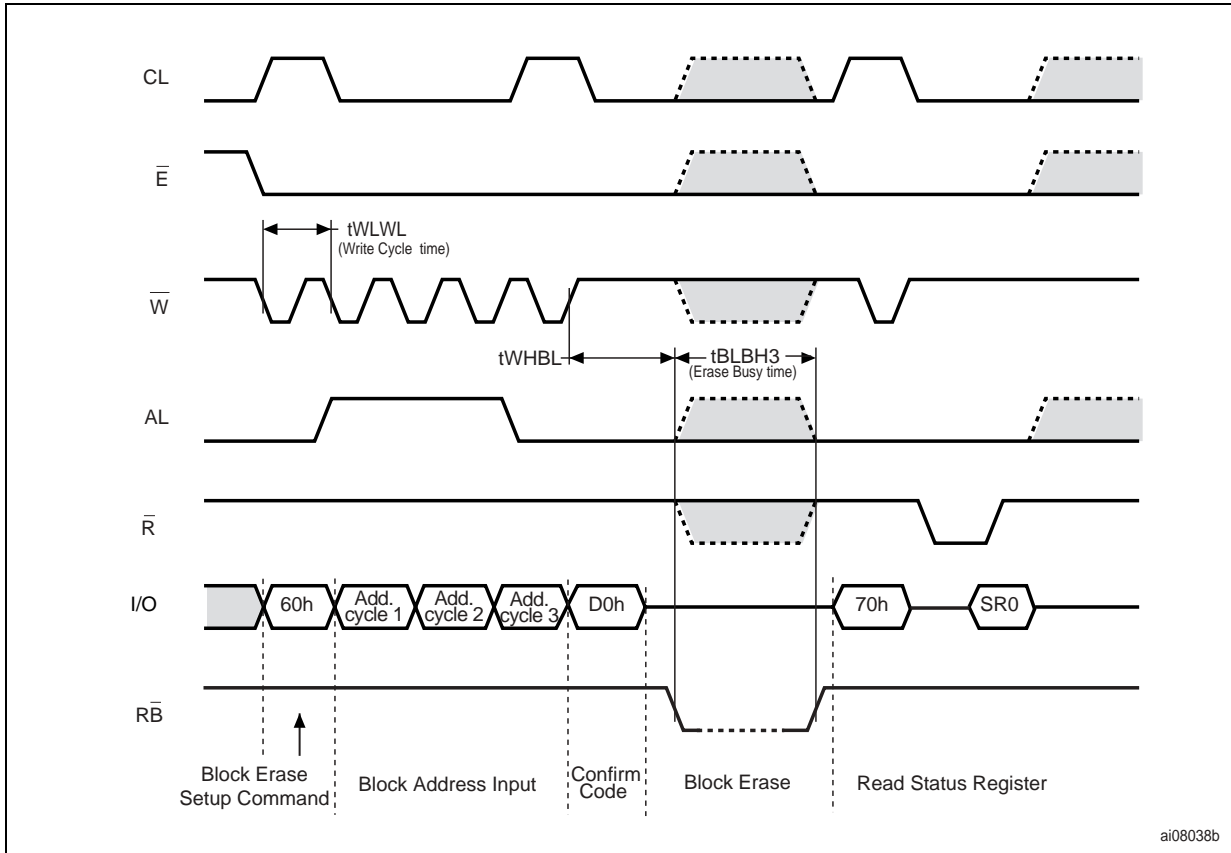 CL
E
tWLWL
(Write Cycle time)
W
tWHBL
tBLBH3
(Erase Busy time)
AL
R
I/O
60h
Add.
cycle 1
Add.
cycle 2
Add.
cycle 3
D0h
70h
SR0
RB
Block Erase
Setup Command
Block Address Input
Confirm
Code
Block Erase
Read Status Register
ai08038b